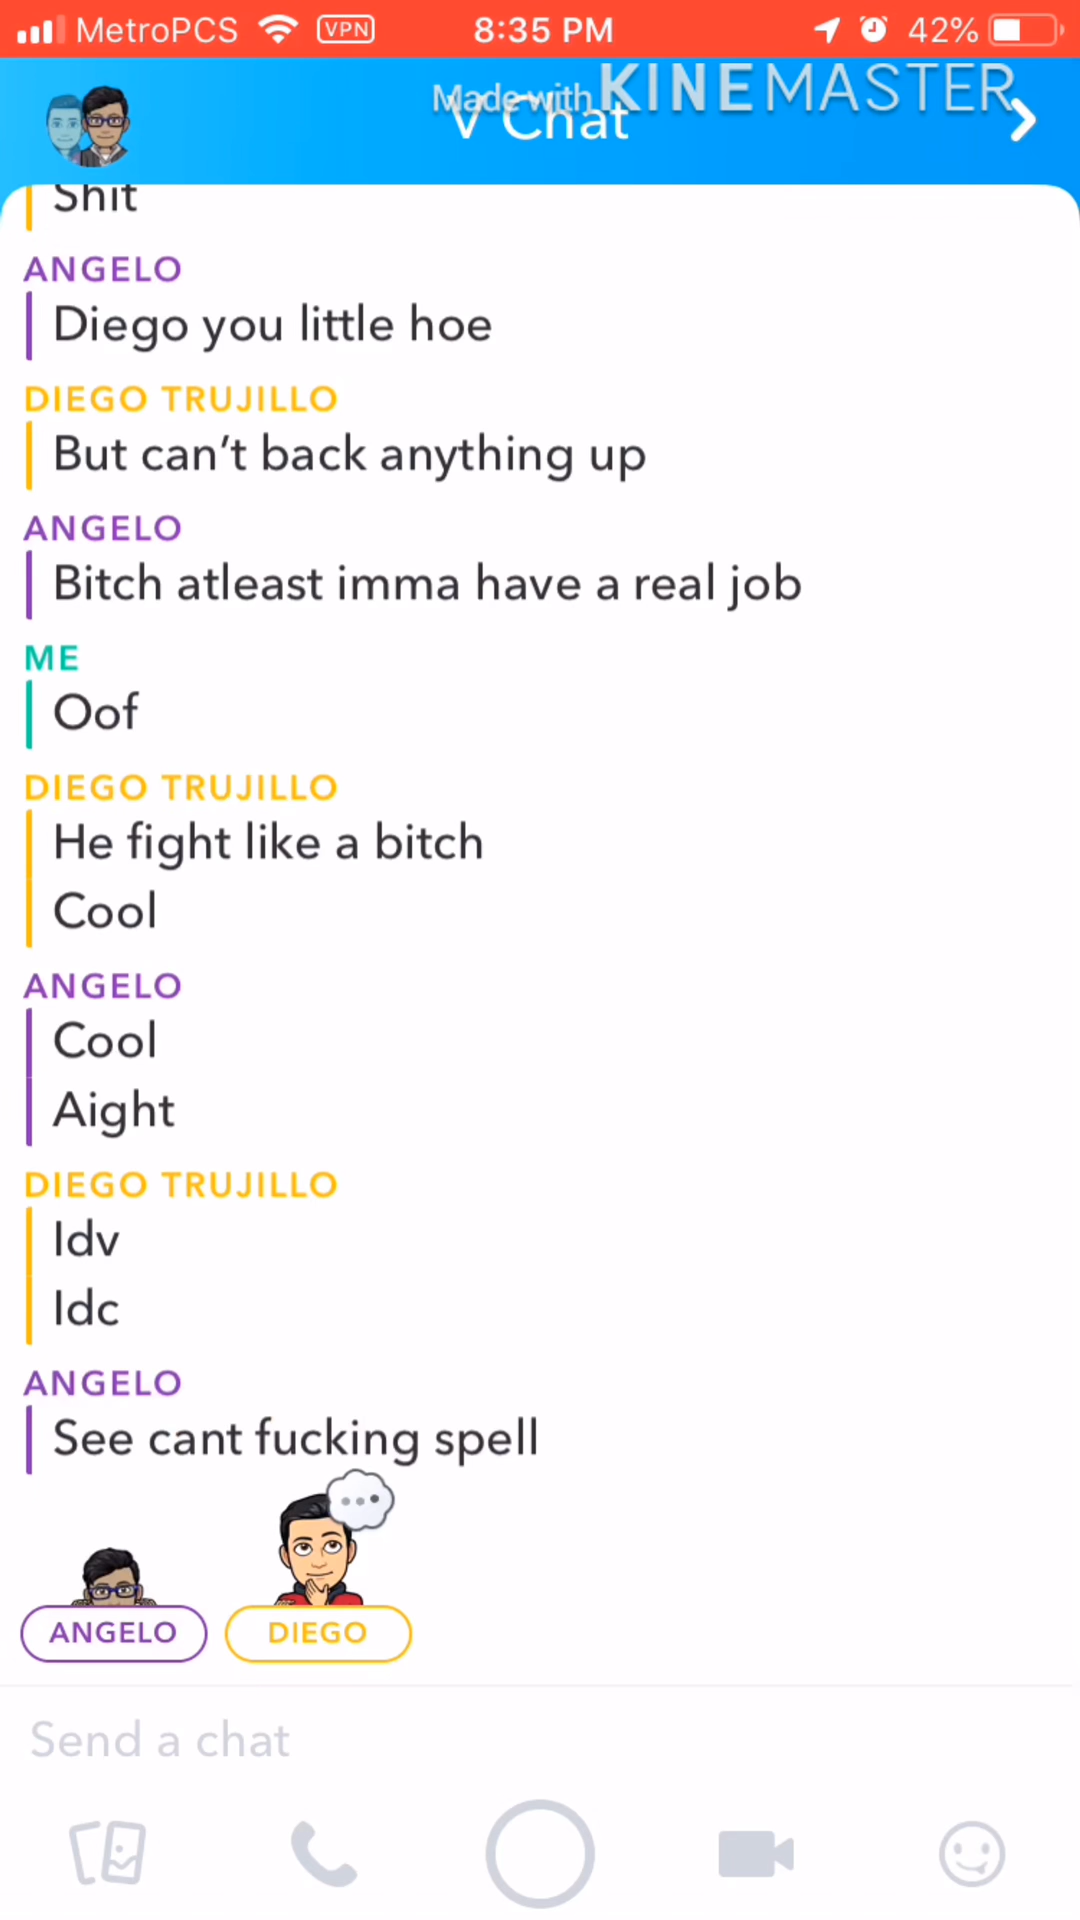 MetroPCS VPN 8:35 PM 42%
Made with KINEMASTER
V Chat
Shit
ANGELO
Diego you little hoe
DIEGO TRUJILLO
But can’t back anything up
ANGELO
Bitch atleast imma have a real job
ME
Oof
DIEGO TRUJILLO
He fight like a bitch
Cool
ANGELO
Cool
Aight
DIEGO TRUJILLO
Idv
Idc
ANGELO
See cant fucking spell
ANGELO DIEGO
Send a chat